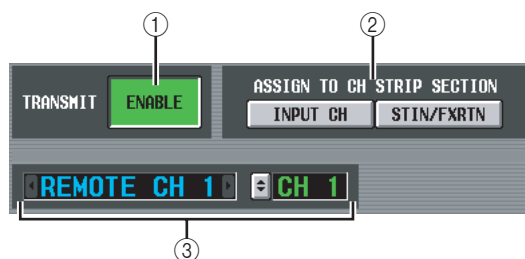 ① ②
TRANSMIT ENABLE ASSIGN TO CH STRIP SECTION
INPUT CH STIN/FXRTN
REMOTE CH 1 CH 1
③